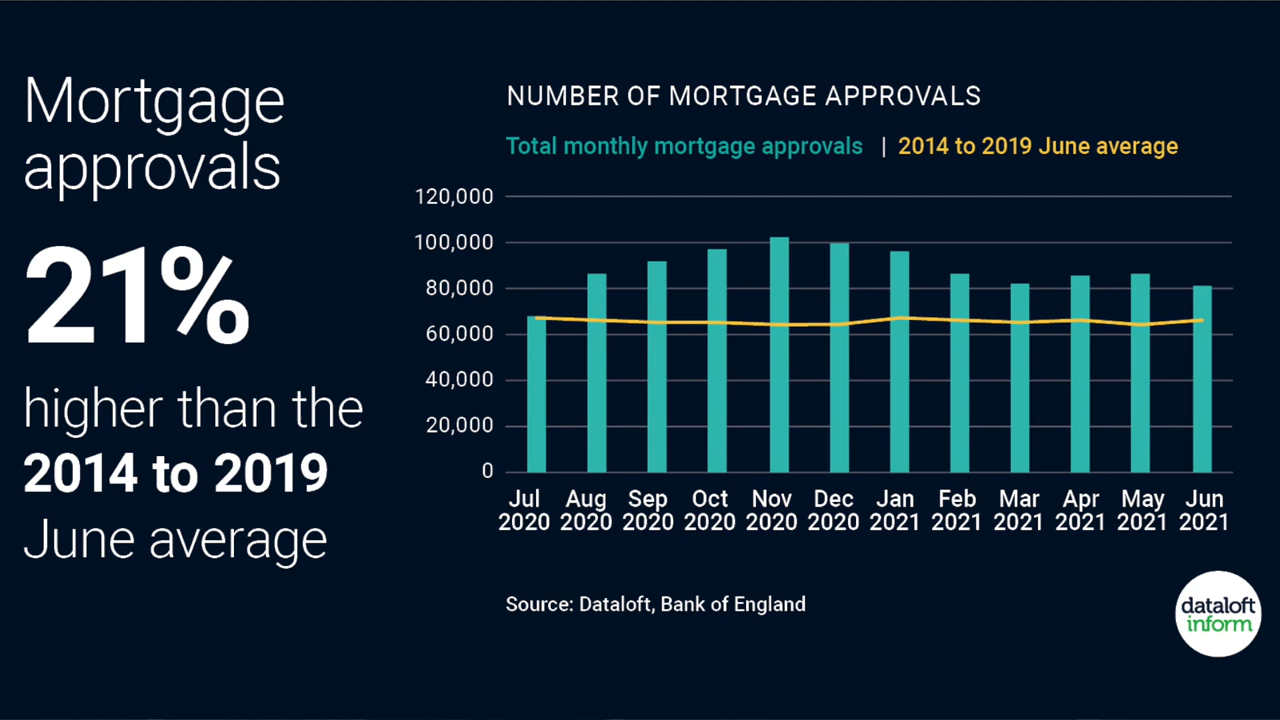 Mortgage
approvals
21%
higher than the
2014 to 2019
June average
NUMBER OF MORTGAGE APPROVALS
Total monthly mortgage approvals | 2014 to 2019 June average
120,000
100,000
80,000
60,000
40,000
20,000
0
Jul Aug Sep Oct Nov Dec Jan Feb Mar Apr May Jun
2020 2020 2020 2020 2020 2020 2021 2021 2021 2021 2021 2021
Source: Dataloft, Bank of England
dataloft
inform